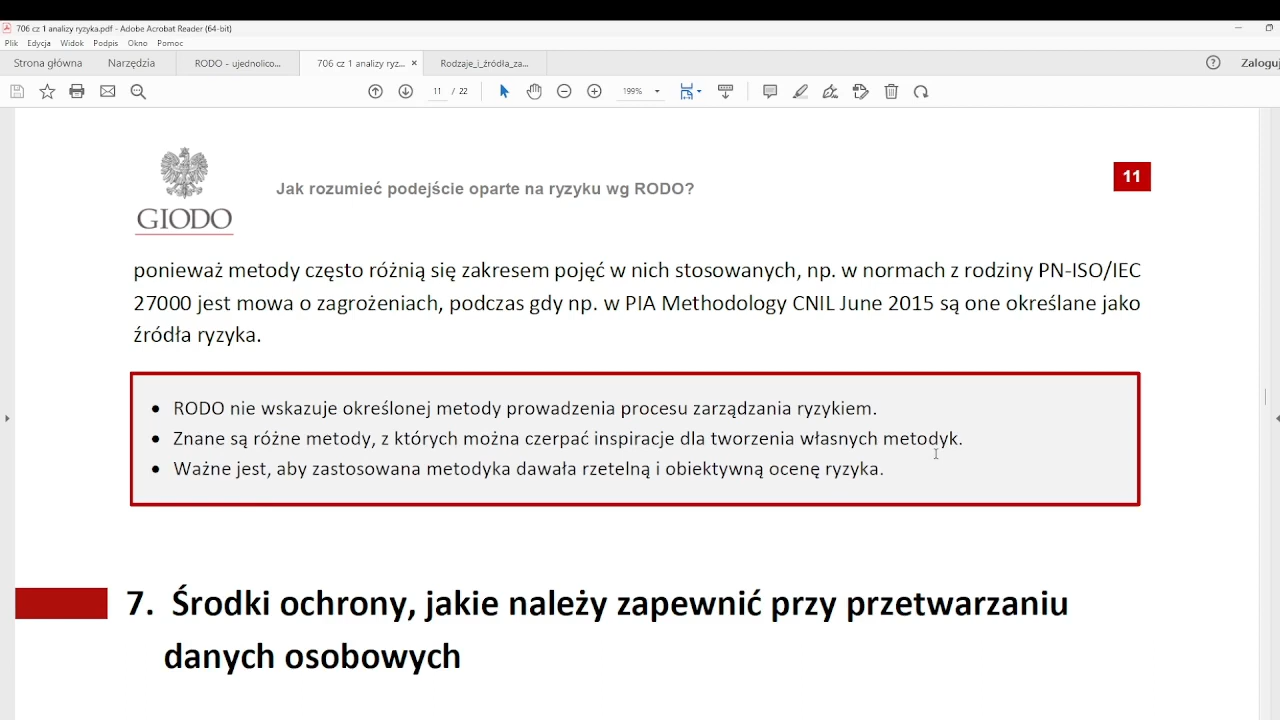 706 cz 1 analizy ryzyka.pdf - Adobe Acrobat Reader (64-bit)
Plik Edycja Widok Podpis Okno Pomoc
Strona główna Narzędzia RODO - ujednolico... 706 cz 1 analizy ryz... × Rodzaje_i_źródła_za... Zaloguj
11 / 22 199%
GIODO
Jak rozumieć podejście oparte na ryzyku wg RODO?
11
ponieważ metody często różnią się zakresem pojęć w nich stosowanych, np. w normach z rodziny PN-ISO/IEC
27000 jest mowa o zagrożeniach, podczas gdy np. w PIA Methodology CNIL June 2015 są one określane jako
źródła ryzyka.
• RODO nie wskazuje określonej metody prowadzenia procesu zarządzania ryzykiem.
• Znane są różne metody, z których można czerpać inspiracje dla tworzenia własnych metodyk.
• Ważne jest, aby zastosowana metodyka dawała rzetelną i obiektywną ocenę ryzyka.
7. Środki ochrony, jakie należy zapewnić przy przetwarzaniu
danych osobowych